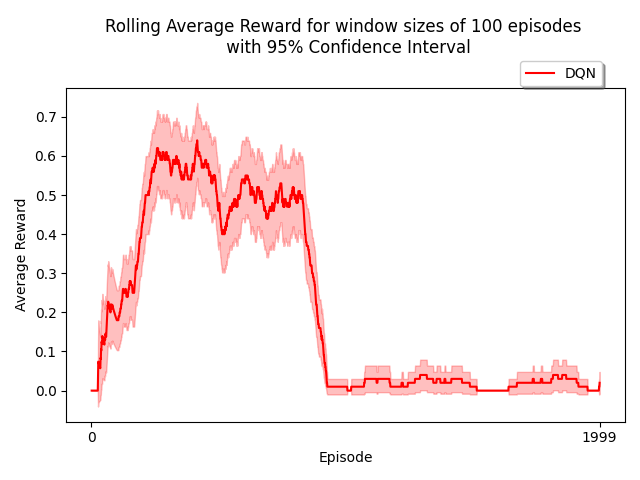 Rolling Average Reward for window sizes of 100 episodes
with 95% Confidence Interval
DQN
0.7
0.6
0.5
0.4
0.3
0.2
0.1
0.0
Average Reward
0
1999
Episode